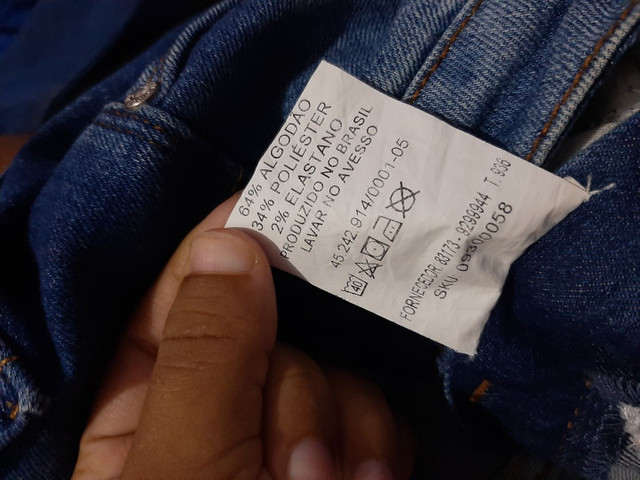 64% ALGODÃO
34% POLIÉSTER
2% ELASTANO
PRODUZIDO NO BRASIL
LAVAR NO AVESSO
45.242.914/0001-05
40
FORNECEDOR 83173 - 9299944 T. 936
SKU